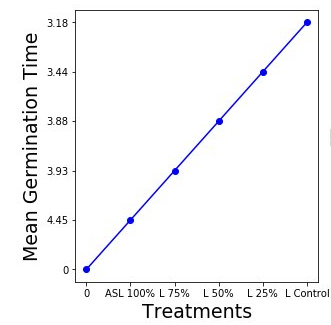 Mean Germination Time
3.18
3.44
3.88
3.93
4.45
0
0 ASL 100% L 75% L 50% L 25% L Control
Treatments